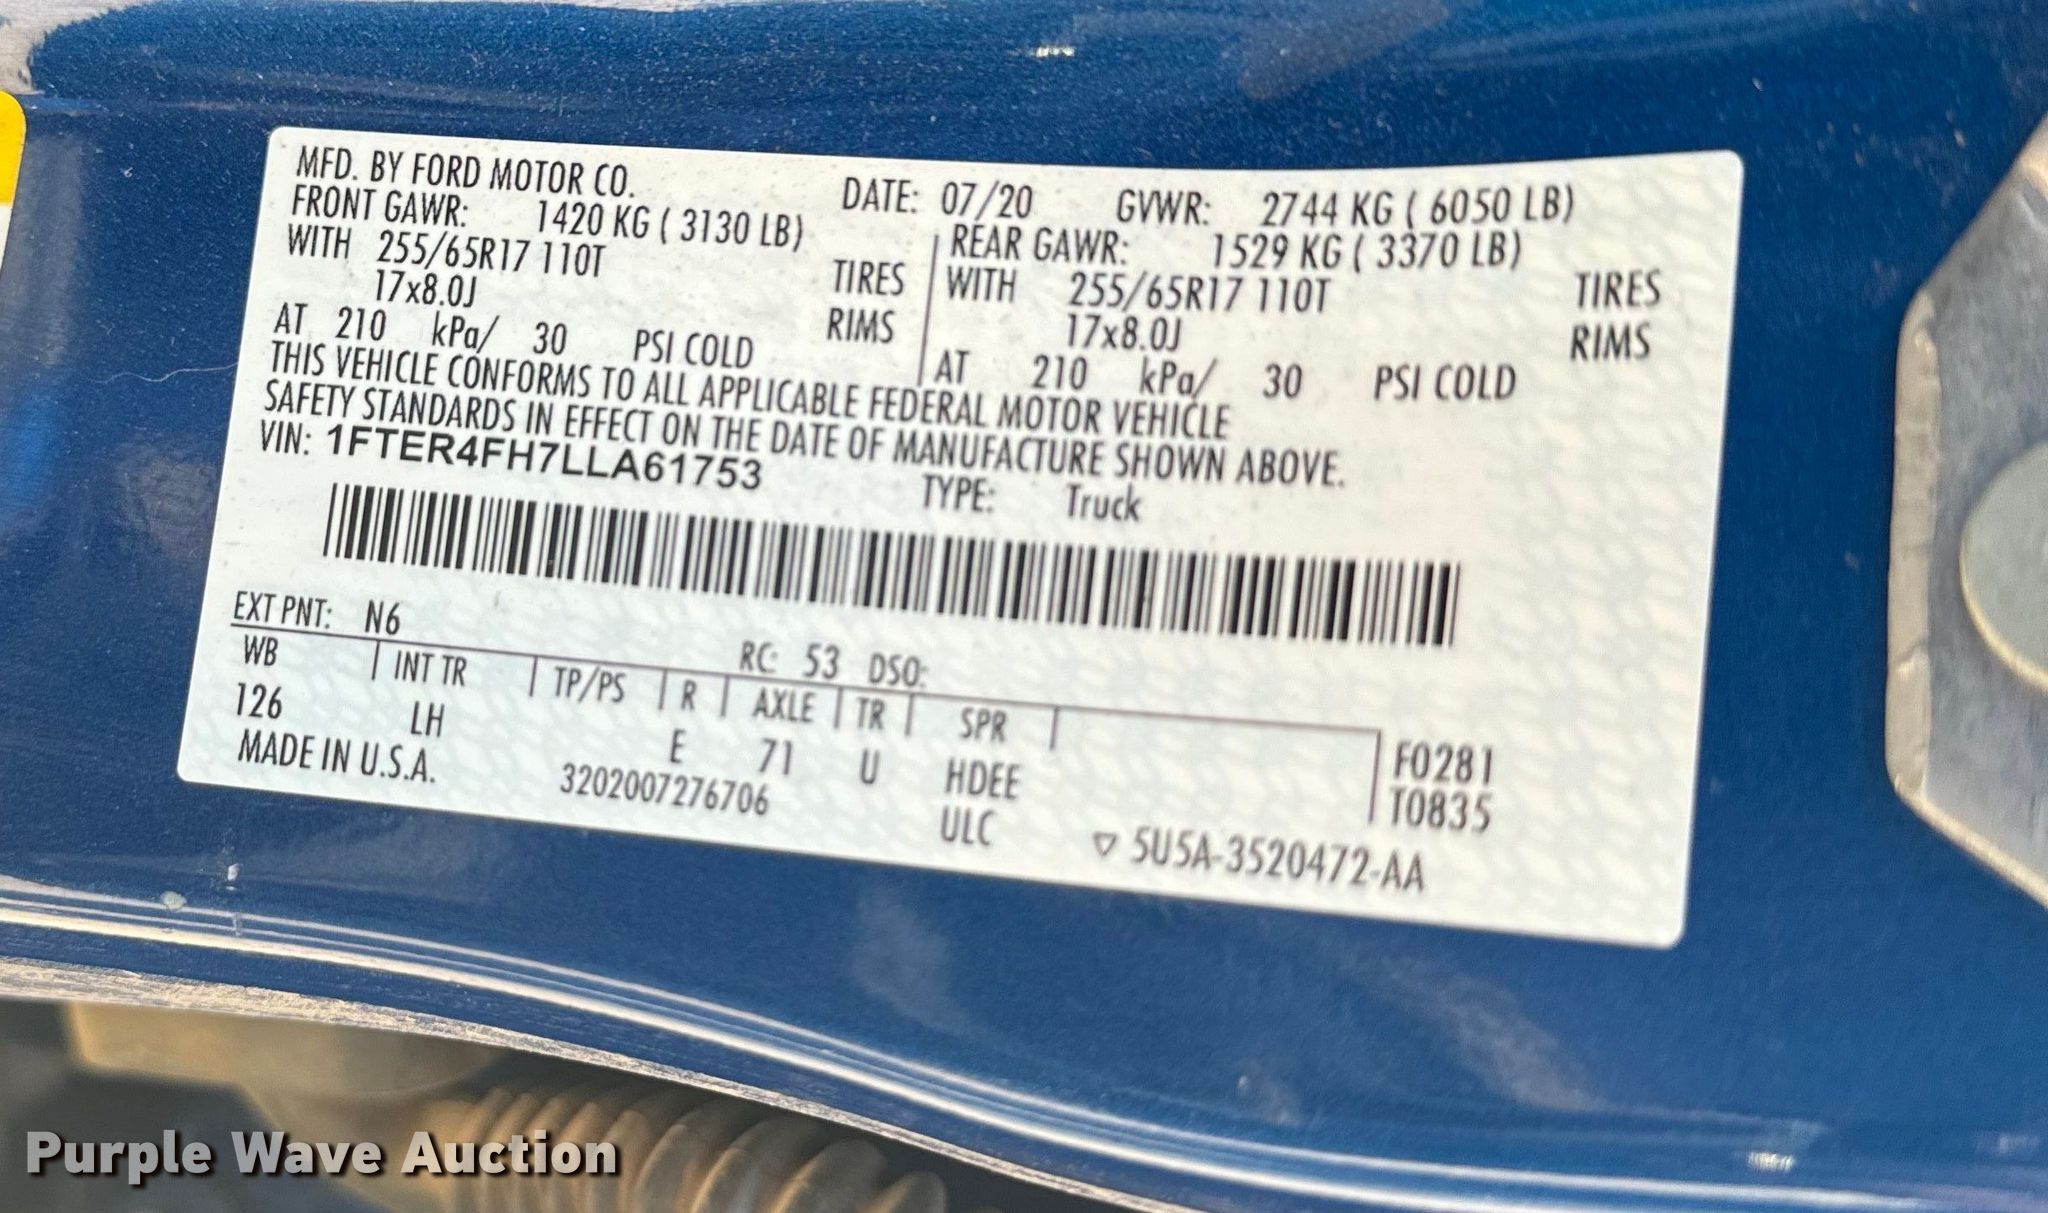 MFD. BY FORD MOTOR CO. DATE: 07/20 GVWR: 2744 KG ( 6050 LB)
FRONT GAWR: 1420 KG ( 3130 LB) REAR GAWR: 1529 KG ( 3370 LB)
WITH 255/65R17 110T TIRES WITH 255/65R17 110T TIRES
17x8.0J RIMS 17x8.0J RIMS
AT 210 kPa/ 30 PSI COLD AT 210 kPa/ 30 PSI COLD
THIS VEHICLE CONFORMS TO ALL APPLICABLE FEDERAL MOTOR VEHICLE
SAFETY STANDARDS IN EFFECT ON THE DATE OF MANUFACTURE SHOWN ABOVE.
VIN: 1FTER4FH7LLA61753 TYPE: Truck
EXT PNT: N6 RC: 53 DSO:
WB INT TR TP/PS R AXLE TR SPR
126 LH E 71 U HDEE F0281
MADE IN U.S.A. 3202007276706 ULC T0835
▽ 5U5A-3520472-AA
Purple Wave Auction